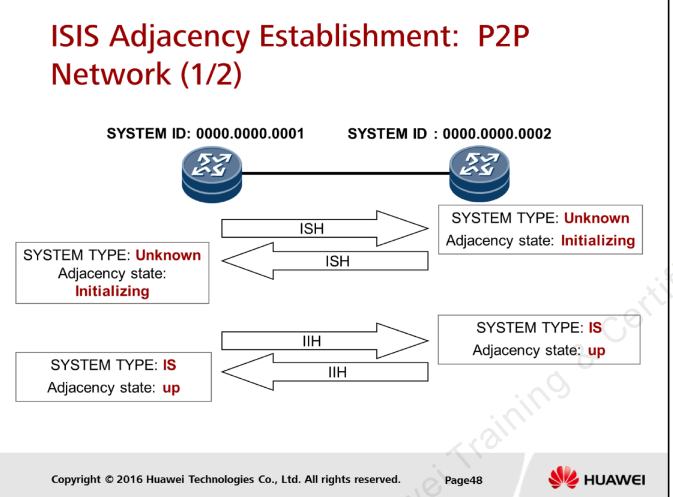 ISIS Adjacency Establishment: P2P
Network (1/2)
SYSTEM ID: 0000.0000.0001
SYSTEM ID : 0000.0000.0002
ISH
SYSTEM TYPE: Unknown
Adjacency state: Initializing
ISH
SYSTEM TYPE: Unknown
Adjacency state:
Initializing
IIH
SYSTEM TYPE: IS
Adjacency state: up
IIH
SYSTEM TYPE: IS
Adjacency state: up
Training &
Copyright © 2016 Huawei Technologies Co., Ltd. All rights reserved.
Page48
HUAWEI